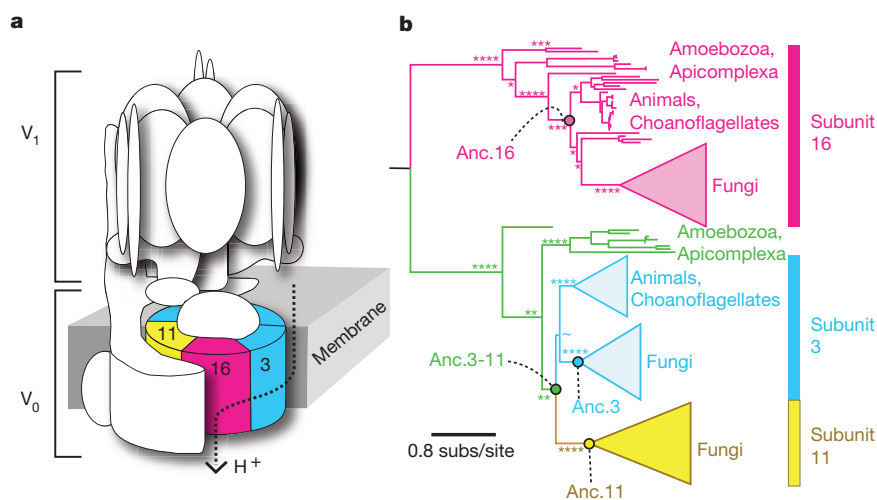 a
V1
V0
11
16
3
Membrane
H+
b
****
***
*
****
*
***
*
*
****
Anc.16
Amoebozoa,
Apicomplexa
Animals,
Choanoflagellates
Fungi
Subunit
16
****
****
**
****
~
****
**
****
Amoebozoa,
Apicomplexa
Animals,
Choanoflagellates
Fungi
Anc.3-11
Anc.3
Subunit
3
Fungi
Anc.11
Subunit
11
0.8 subs/site